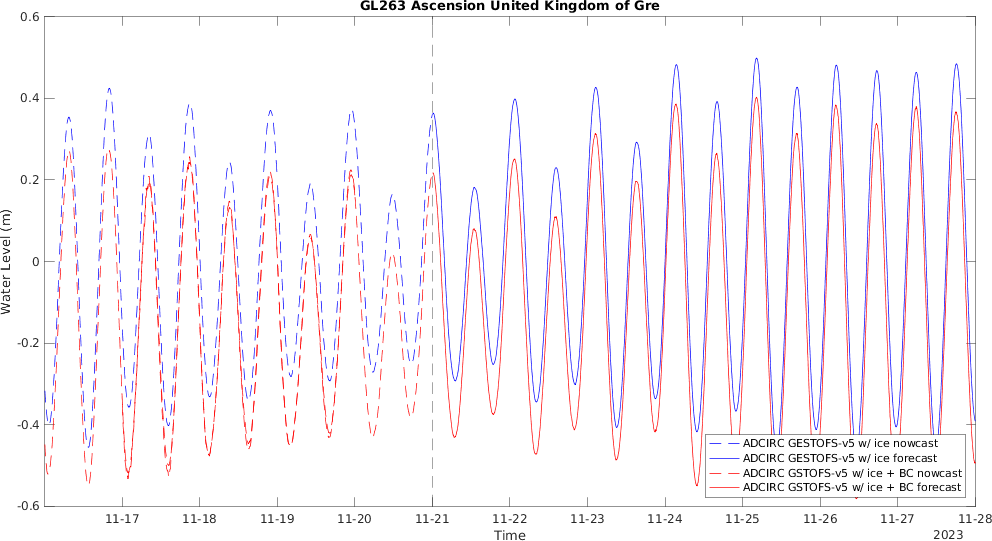 GL263 Ascension United Kingdom of Gre
0.6
0.4
0.2
0
-0.2
-0.4
-0.6
Water Level (m)
ADCIRC GESTOFS-v5 w/ ice nowcast
ADCIRC GESTOFS-v5 w/ ice forecast
ADCIRC GSTOFS-v5 w/ ice + BC nowcast
ADCIRC GSTOFS-v5 w/ ice + BC forecast
11-17 11-18 11-19 11-20 11-21 11-22 11-23 11-24 11-25 11-26 11-27 11-28
Time
2023